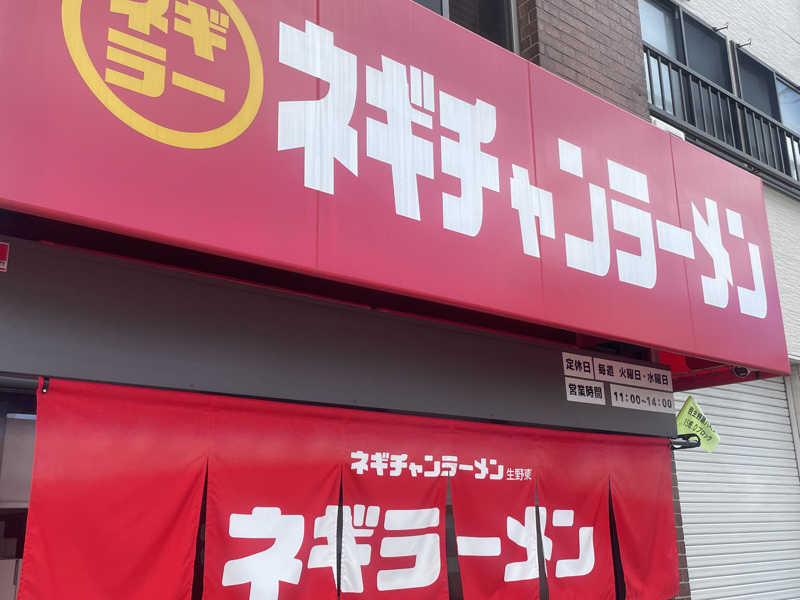 ネギ
ラー
ネギチャンラーメン
定休日 毎週 火曜日・水曜日
営業時間 11:00~14:00
ネギチャンラーメン 生野東
ネギラーメン